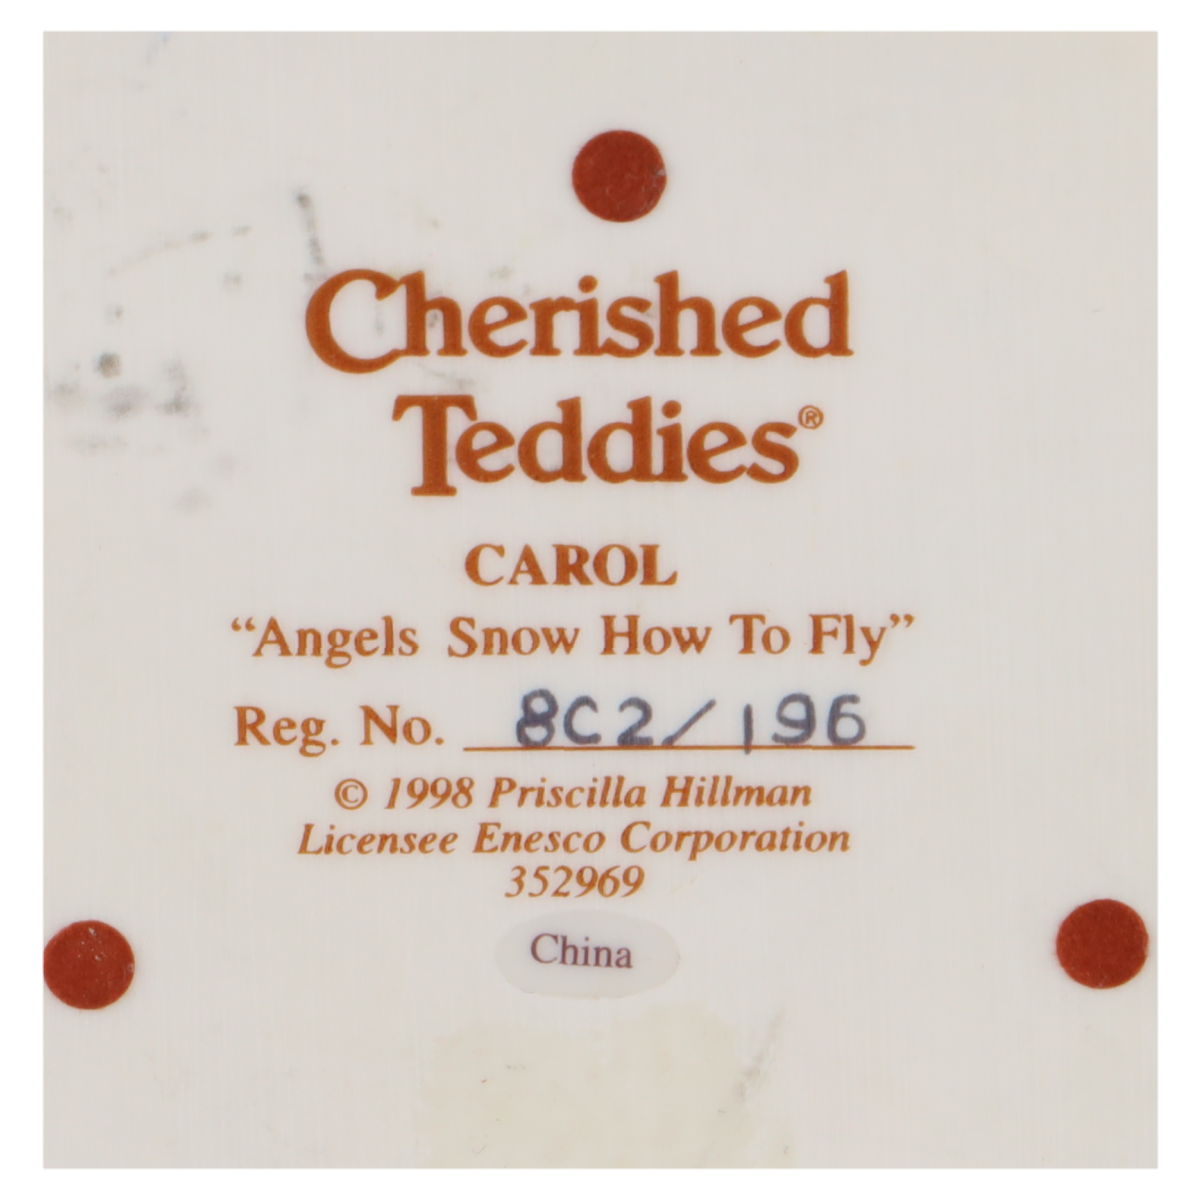 Cherished
Teddies®
CAROL
“Angels Snow How To Fly”
Reg. No. 8C2/196
© 1998 Priscilla Hillman
Licensee Enesco Corporation
352969
China